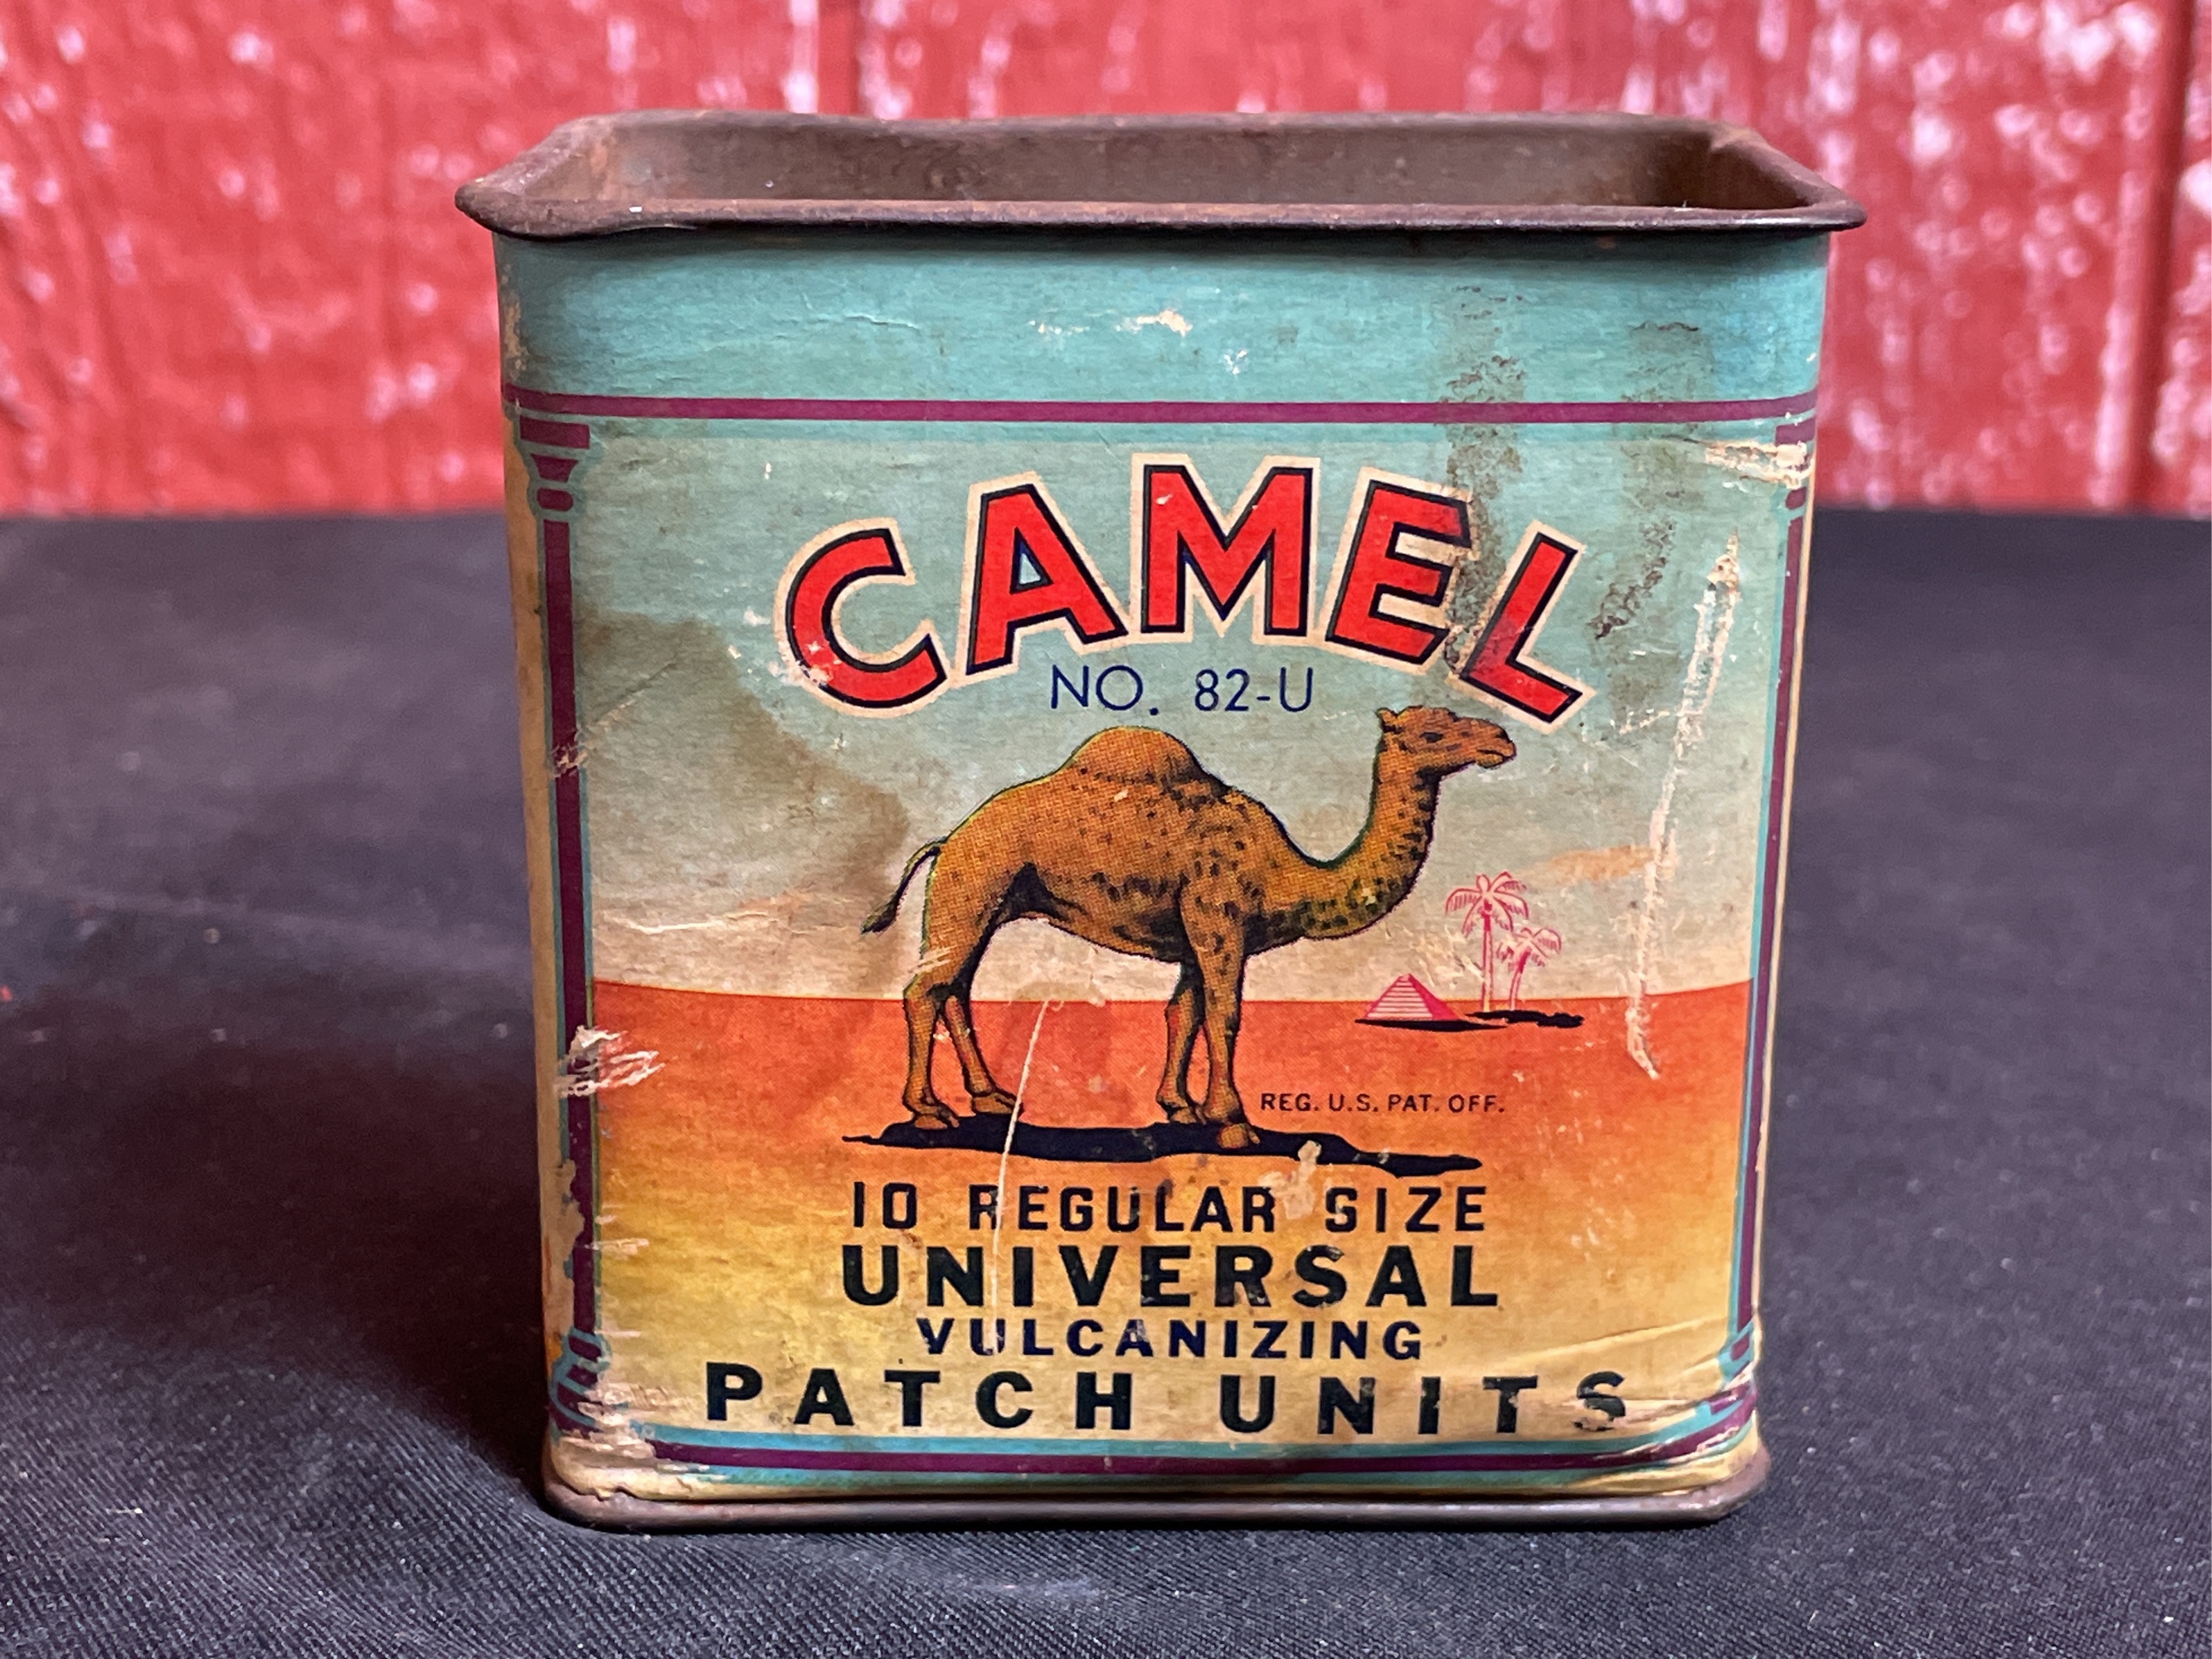 CAMEL
NO. 82-U
REG. U.S. PAT. OFF.
10 REGULAR SIZE
UNIVERSAL
VULCANIZING
PATCH UNITS